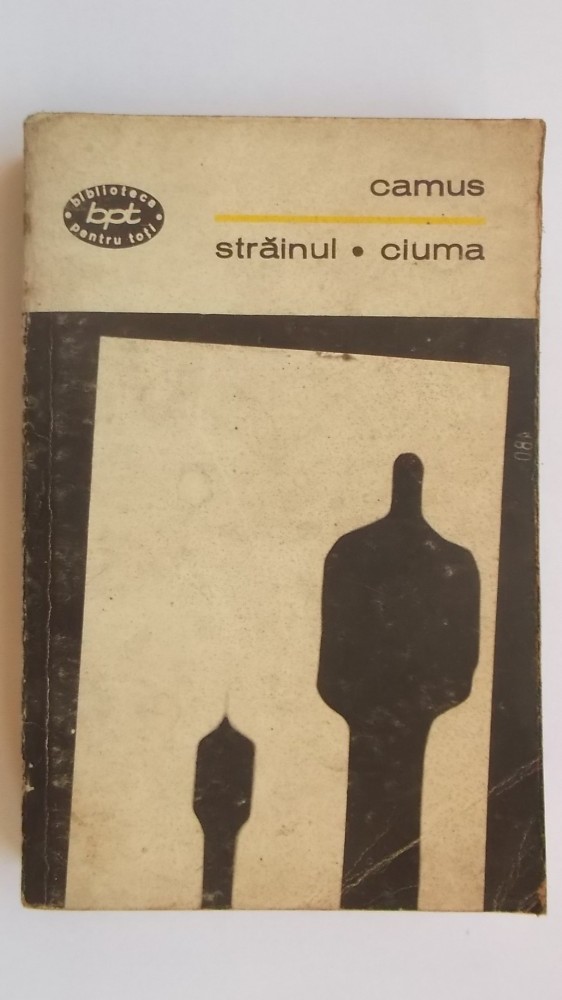 biblioteca
bpt
pentru toți
camus
străinul • ciuma